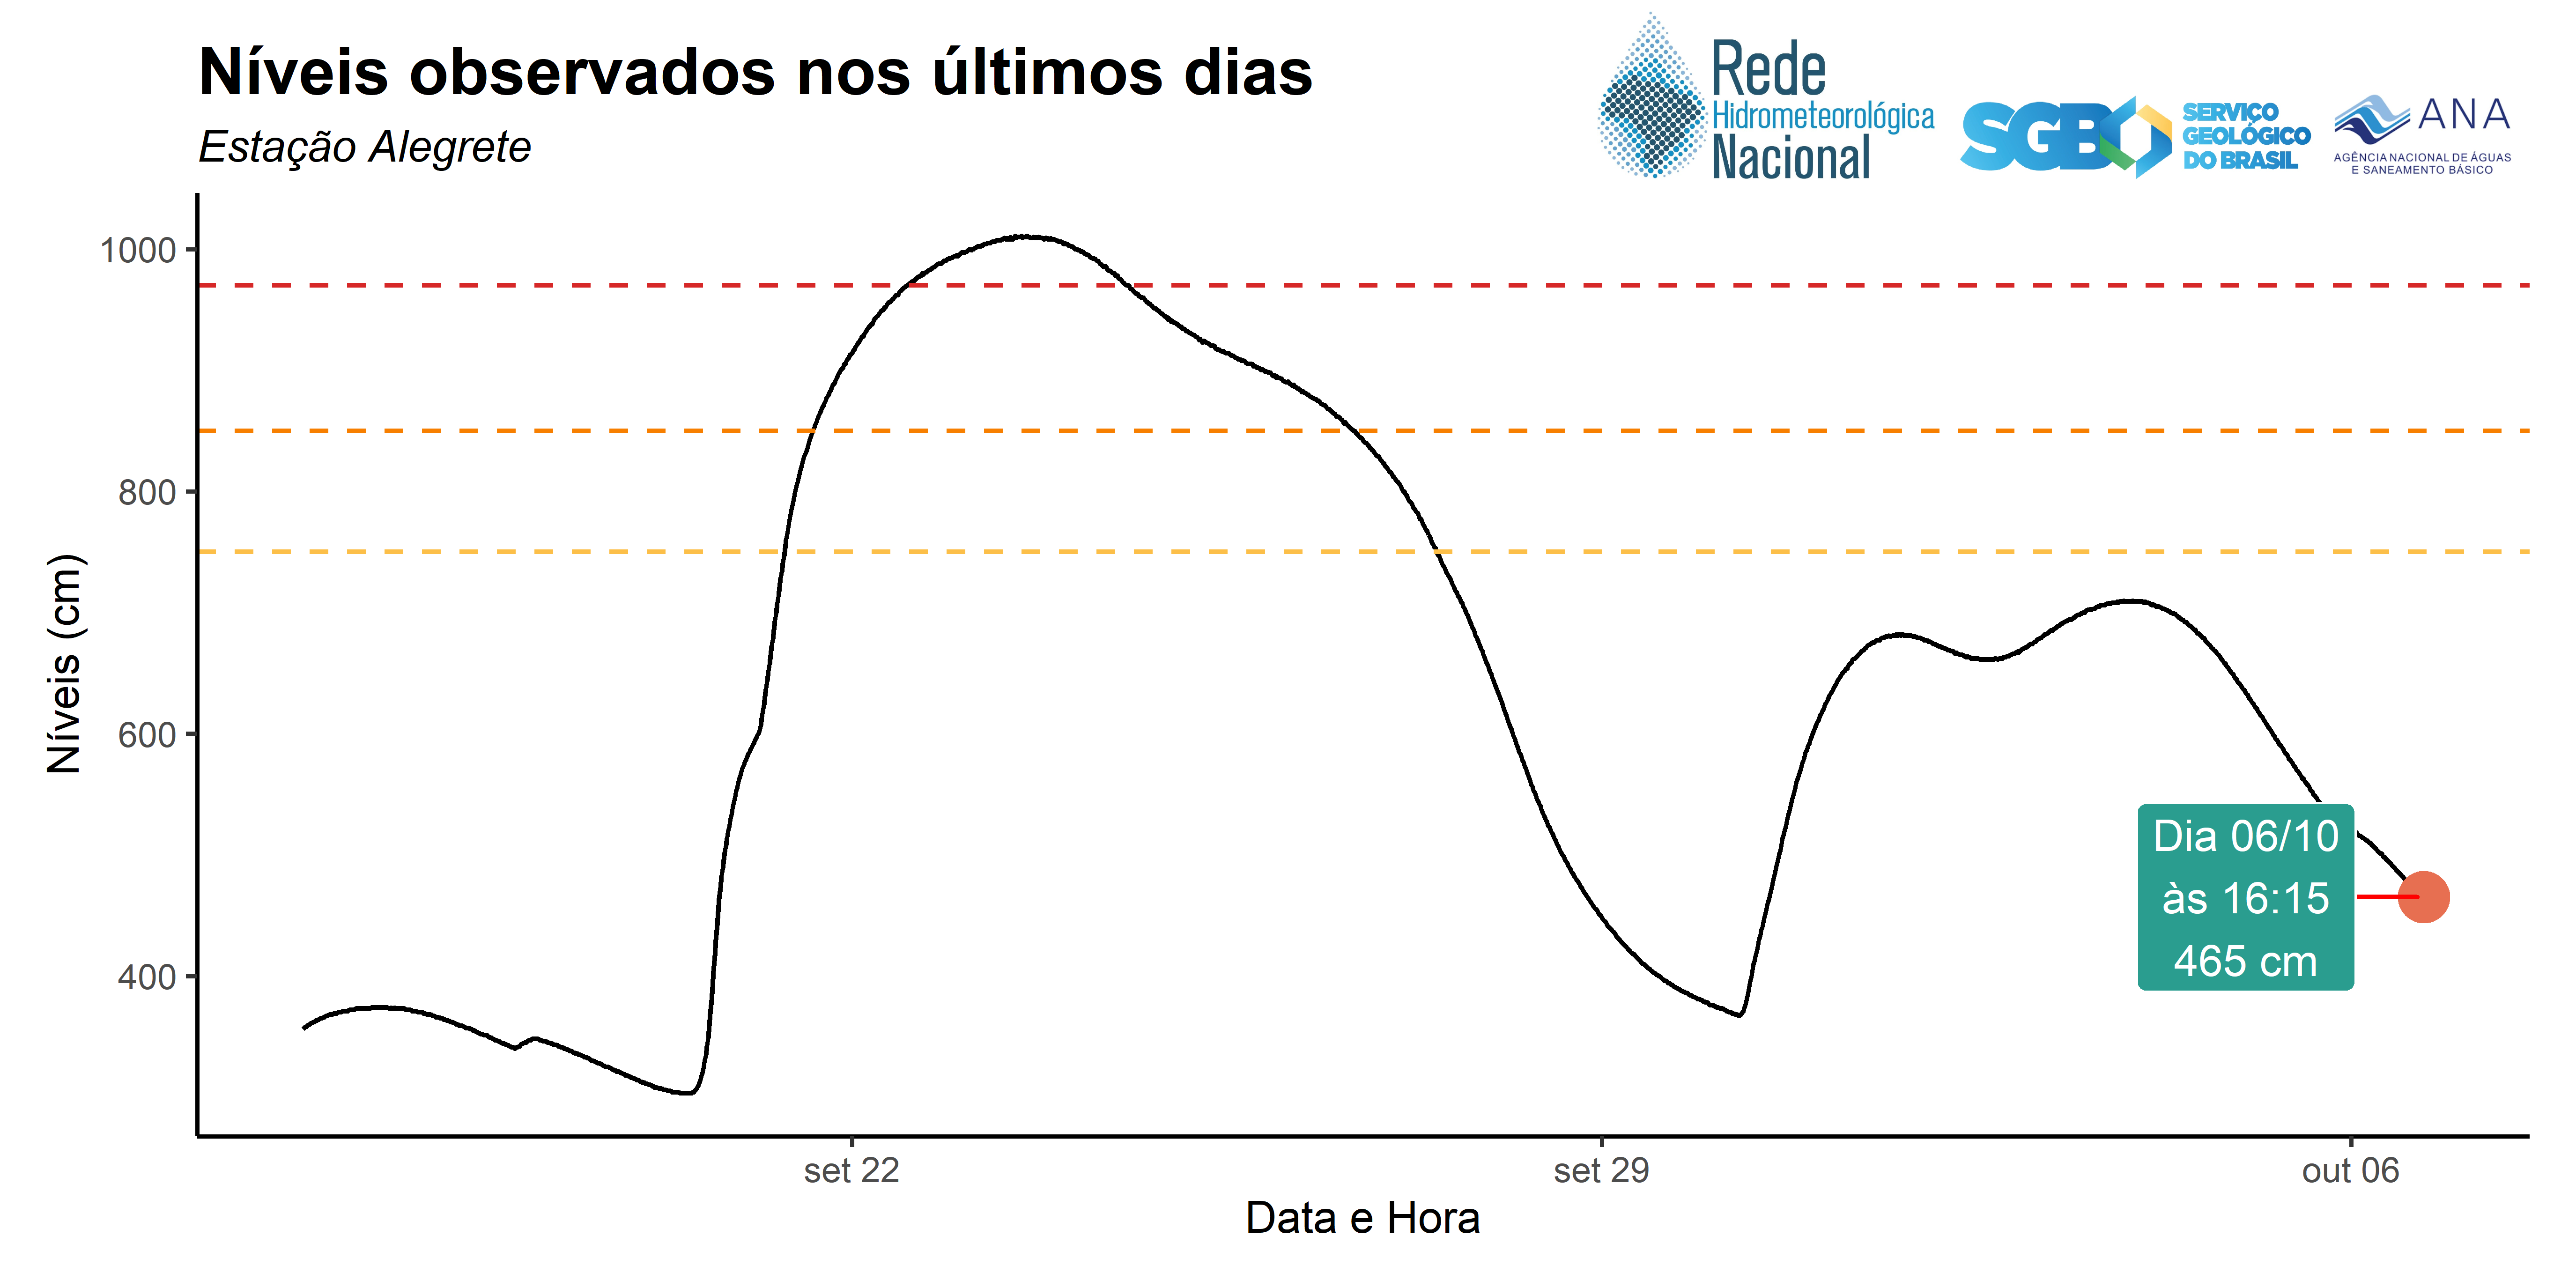 Níveis observados nos últimos dias
Estação Alegrete
Rede
Hidrometeorológica
Nacional
SGB
SERVIÇO
GEOLÓGICO
DO BRASIL
ANA
AGÊNCIA NACIONAL DE ÁGUAS
E SANEAMENTO BÁSICO
Níveis (cm)
1000
800
600
400
Dia 06/10
às 16:15
465 cm
set 22
set 29
out 06
Data e Hora